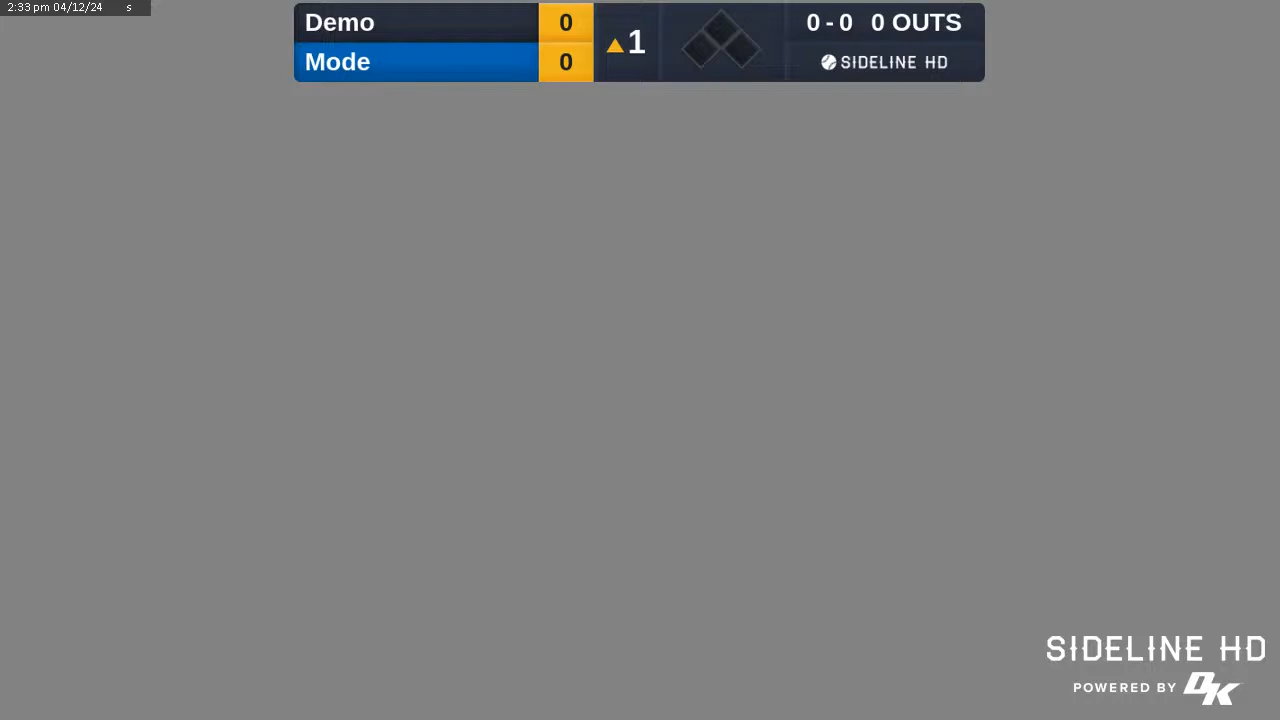 2:33 pm 04/12/24 s
Demo 0
Mode 0
1
0 - 0 0 OUTS
SIDELINE HD
SIDELINE HD
POWERED BY DK